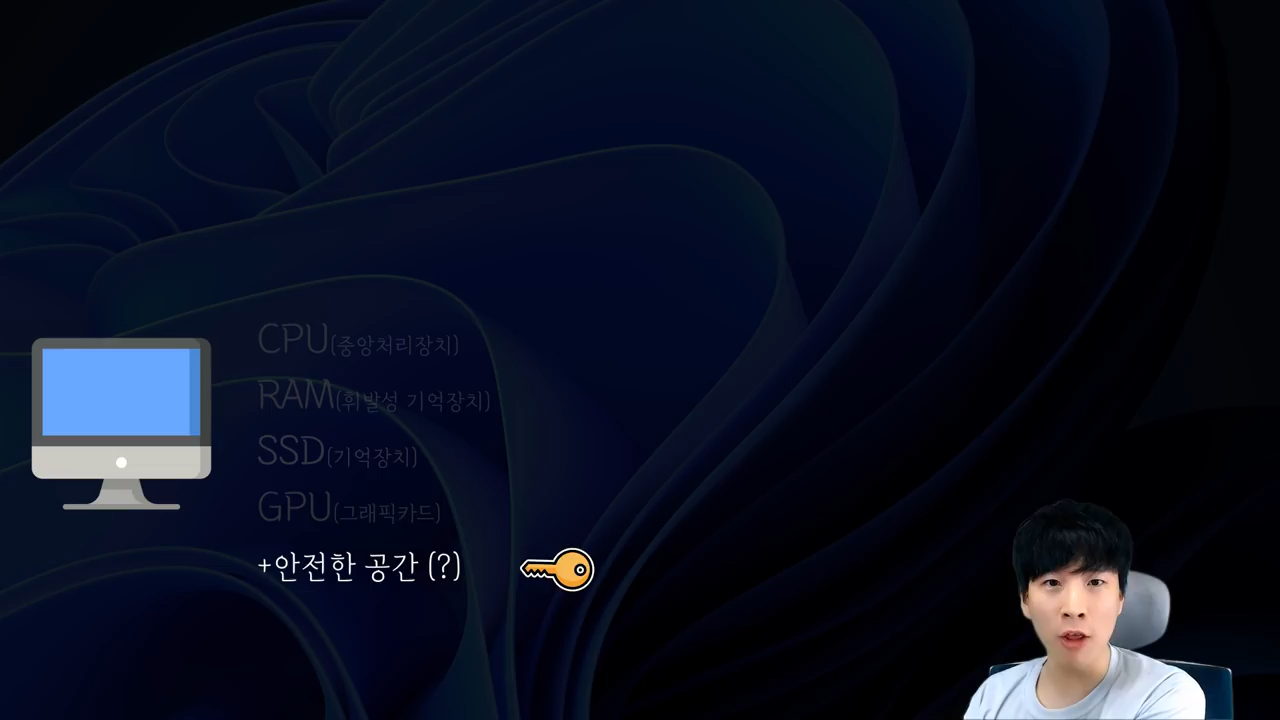 CPU(중앙처리장치)
RAM(휘발성 기억장치)
SSD(기억장치)
GPU(그래픽카드)
+안전한 공간 (?)